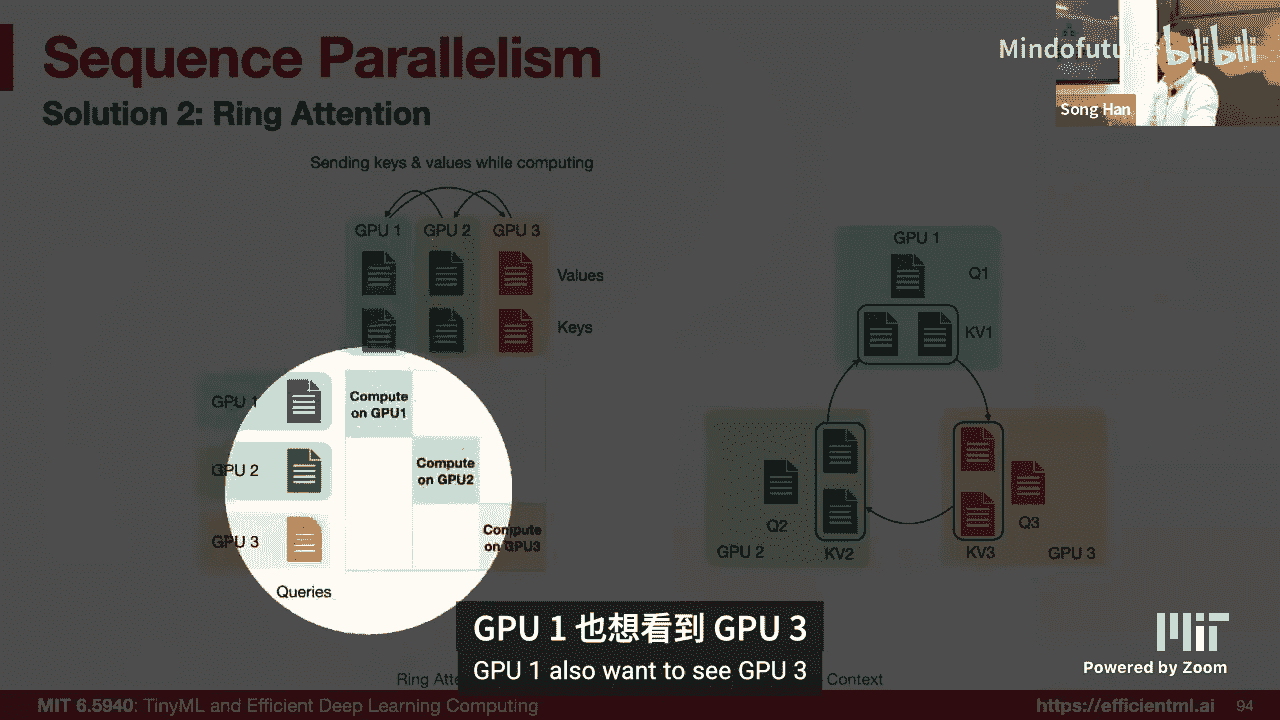 Sequence Parallelism
Solution 2: Ring Attention
Mindofuture bilibili
Song Han
Sending keys & values while computing
GPU 1 GPU 2 GPU 3
Values
Keys
GPU 1
Compute
on GPU1
GPU 2
Compute
on GPU2
GPU 3
Compute
on GPU3
Queries
GPU 1
Q1
KV1
Q2
GPU 2
KV2
Q3
KV3
GPU 3
GPU 1 也想看到 GPU 3
GPU 1 also want to see GPU 3
Ring
Context
MIT
Powered by Zoom
MIT 6.5940: TinyML and Efficient Deep Learning Computing
https://efficientml.ai
94